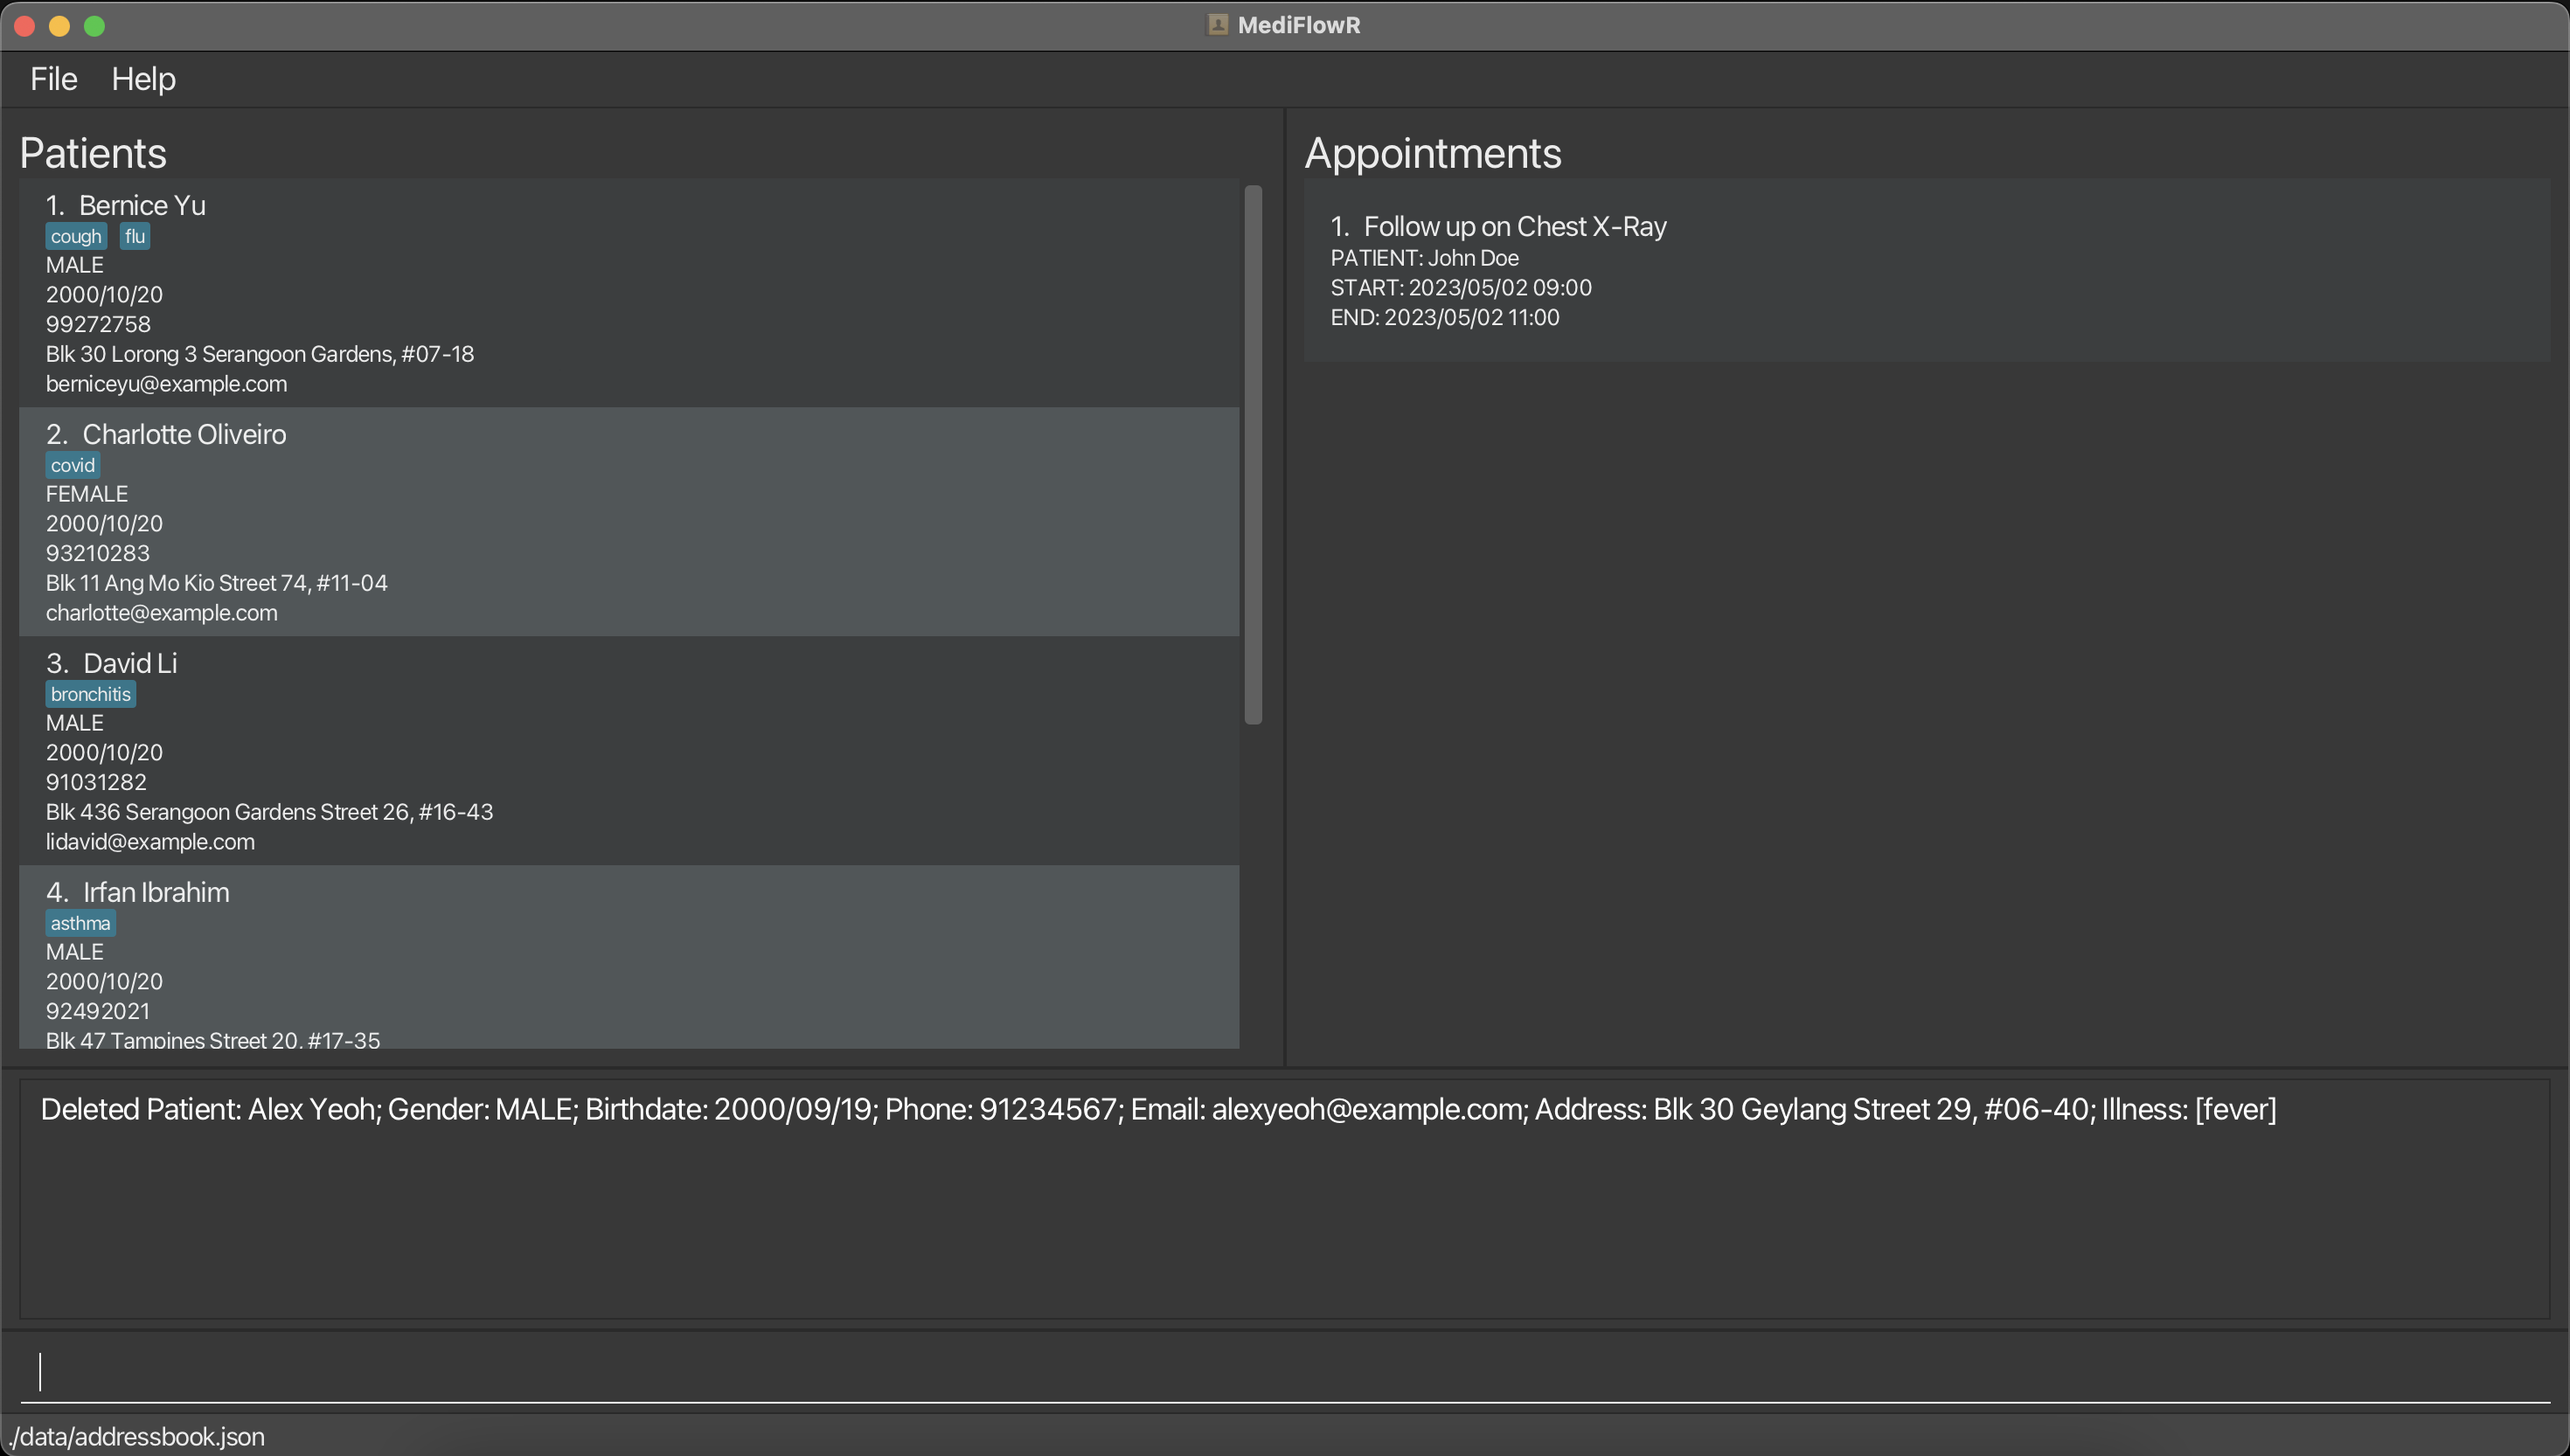 MediFlowR
File Help
Patients
1. Bernice Yu
cough flu
MALE
2000/10/20
99272758
Blk 30 Lorong 3 Serangoon Gardens, #07-18
berniceyu@example.com
2. Charlotte Oliveiro
covid
FEMALE
2000/10/20
93210283
Blk 11 Ang Mo Kio Street 74, #11-04
charlotte@example.com
3. David Li
bronchitis
MALE
2000/10/20
91031282
Blk 436 Serangoon Gardens Street 26, #16-43
lidavid@example.com
4. Irfan Ibrahim
asthma
MALE
2000/10/20
92492021
Blk 47 Tampines Street 20, #17-35
Appointments
1. Follow up on Chest X-Ray
PATIENT: John Doe
START: 2023/05/02 09:00
END: 2023/05/02 11:00
Deleted Patient: Alex Yeoh; Gender: MALE; Birthdate: 2000/09/19; Phone: 91234567; Email: alexyeoh@example.com; Address: Blk 30 Geylang Street 29, #06-40; Illness: [fever]
./data/addressbook.json